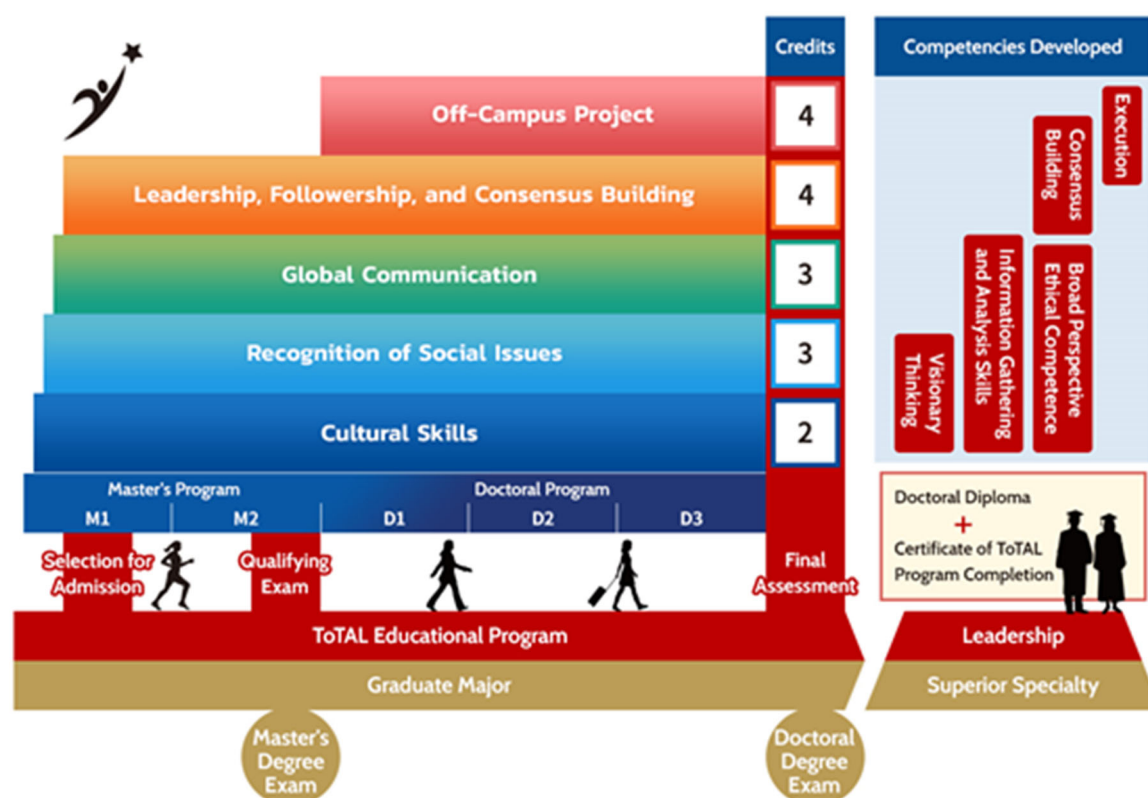 Credits
Competencies Developed
Off-Campus Project
4
Leadership, Followership, and Consensus Building
4
Global Communication
3
Recognition of Social Issues
3
Cultural Skills
2
Execution
Consensus
Building
Information Gathering
and Analysis Skills
Broad Perspective
Ethical Competence
Visionary
Thinking
Master's Program
Doctoral Program
M1
M2
D1
D2
D3
Selection for
Admission
Qualifying
Exam
Final
Assessment
Doctoral Diploma
+
Certificate of ToTAL
Program Completion
ToTAL Educational Program
Leadership
Graduate Major
Superior Specialty
Master's
Degree
Exam
Doctoral
Degree
Exam